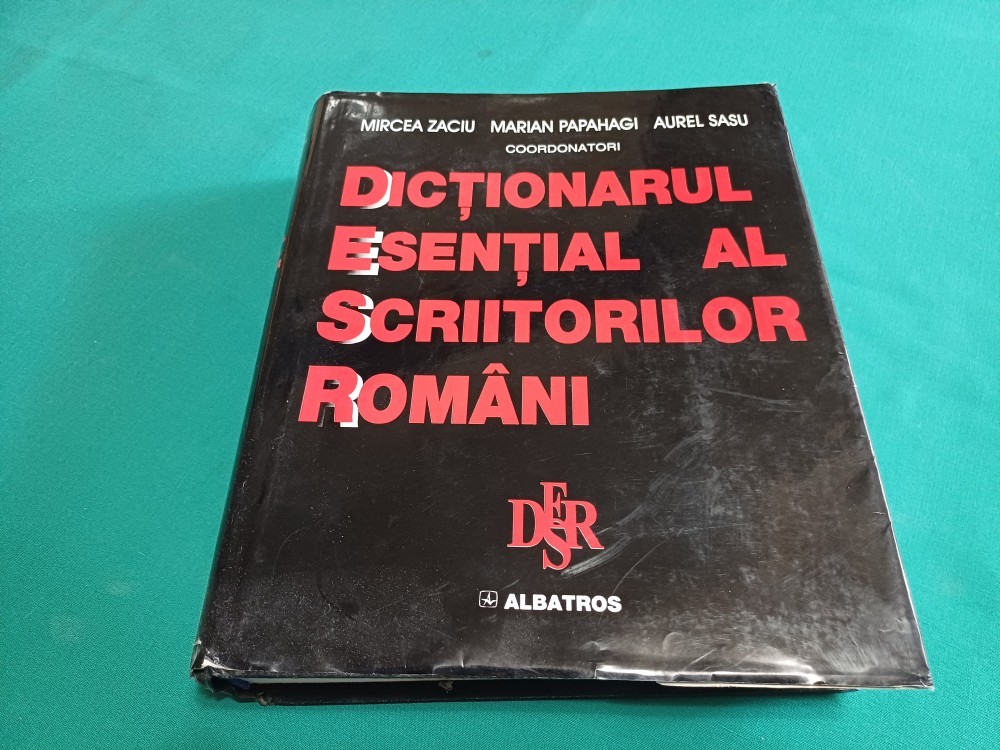 MIRCEA ZACIU MARIAN PAPAHAGI AUREL SASU
COORDONATORI
DICȚIONARUL
ESENȚIAL AL
SCRIITORILOR
ROMÂNI
DESR
ALBATROS